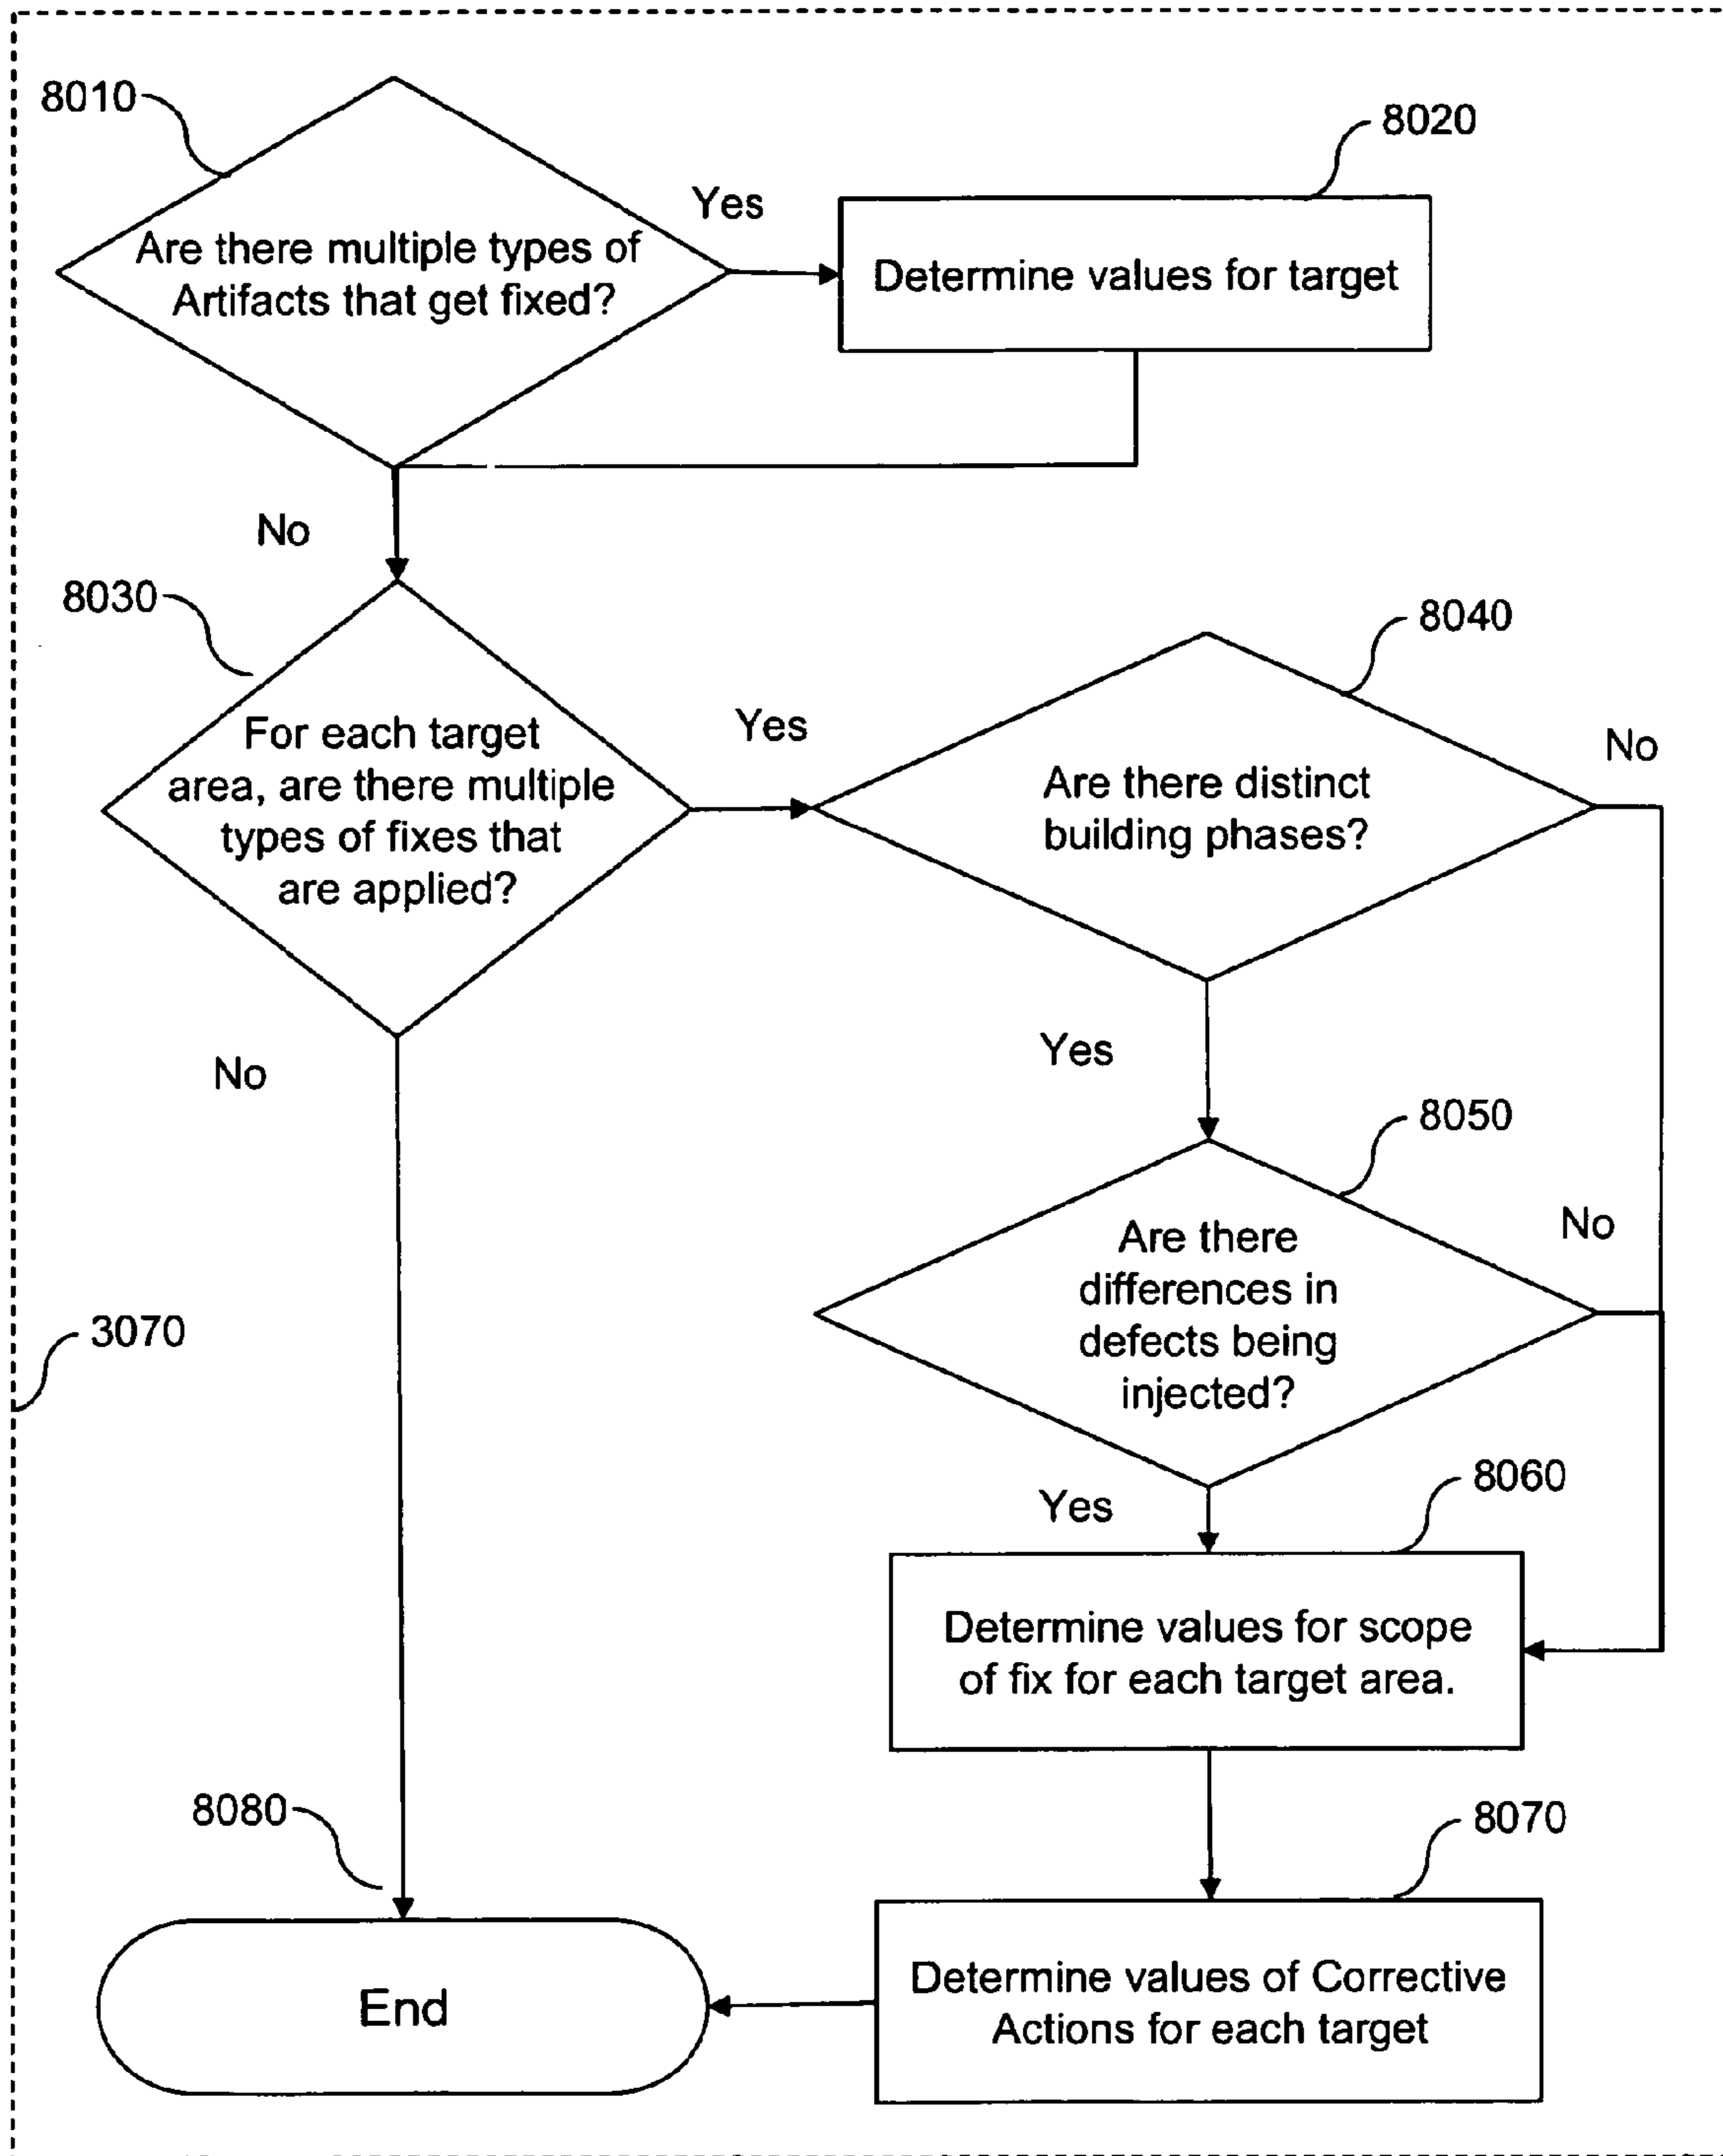 8010
8020
Yes
Are there multiple types of
Artifacts that get fixed?
Determine values for target
No
8030
8040
For each target
area, are there multiple
types of fixes that
are applied?
Yes
No
Are there distinct
building phases?
No
Yes
8050
Are there
differences in
defects being
injected?
No
3070
8060
Yes
Determine values for scope
of fix for each target area.
8080
8070
End
Determine values of Corrective
Actions for each target